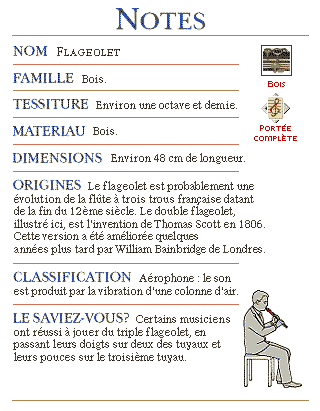 NOTES
NOM FLAGEOLET
FAMILLE Bois.
BOIS
TESSITURE Environ une octave et demie.
MATERIAU Bois.
PORTÉE
COMPLÈTE
DIMENSIONS Environ 48 cm de longueur.
ORIGINES Le flageolet est probablement une
évolution de la flûte à trois trous française datant
de la fin du 12ème siècle. Le double flageolet,
illustré ici, est l'invention de Thomas Scott en 1806.
Cette version a été améliorée quelques
années plus tard par William Bainbridge de Londres.
CLASSIFICATION Aérophone : le son
est produit par la vibration d'une colonne d'air.
LE SAVIEZ-VOUS? Certains musiciens
ont réussi à jouer du triple flageolet, en
passant leurs doigts sur deux des tuyaux et
leurs pouces sur le troisième tuyau.